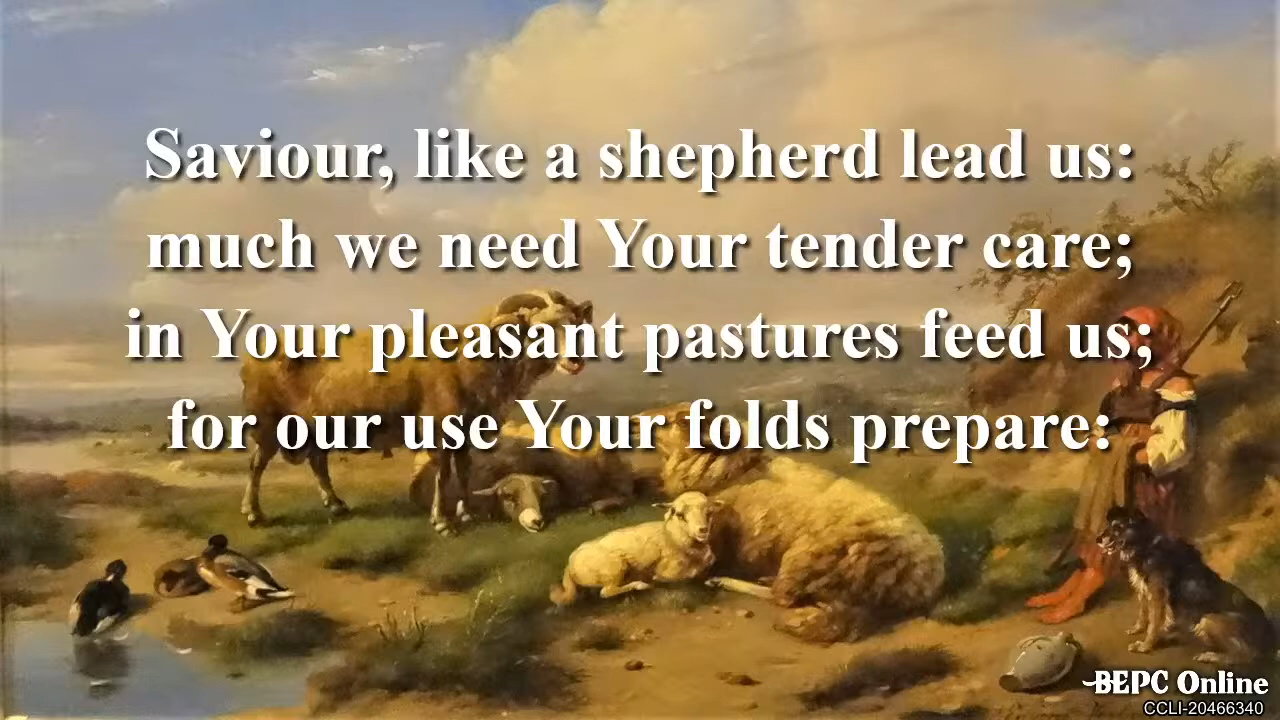 Saviour, like a shepherd lead us:
much we need Your tender care;
in Your pleasant pastures feed us;
for our use Your folds prepare:
BEPC Online
CCLI-20466340